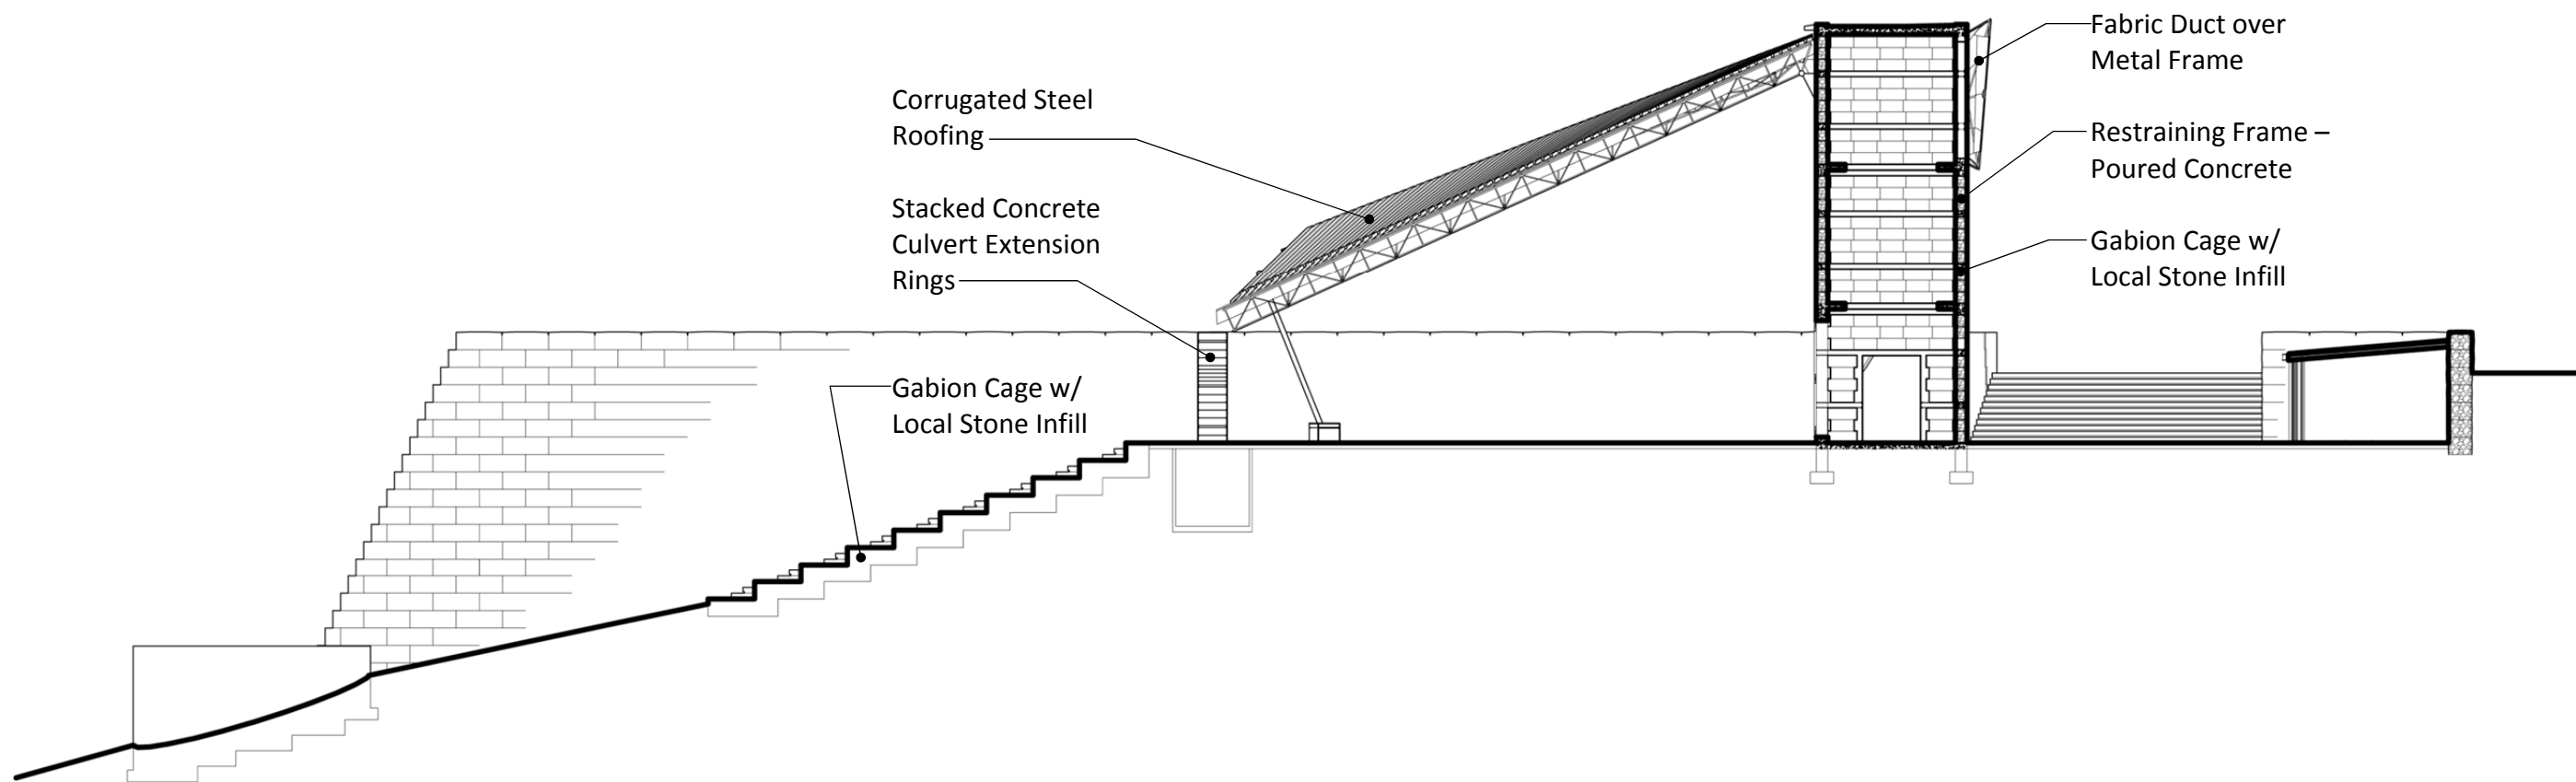 Corrugated Steel
Roofing
Stacked Concrete
Culvert Extension
Rings
Gabion Cage w/
Local Stone Infill
Fabric Duct over
Metal Frame
Restraining Frame –
Poured Concrete
Gabion Cage w/
Local Stone Infill